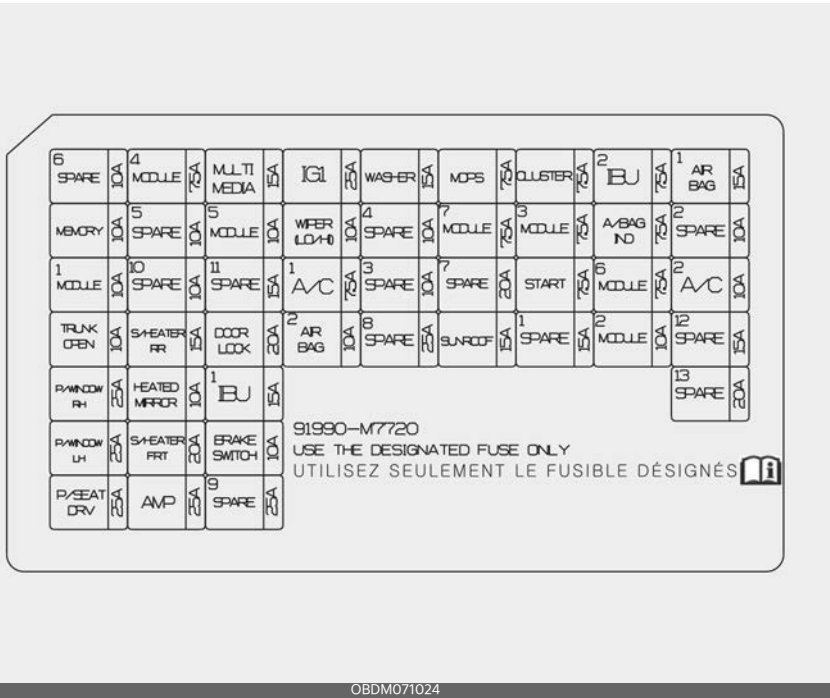 6 SPARE 10A 4 MODULE 7.5A MULTI MEDIA 15A IG1 25A WASHER 15A MDPS 7.5A CLUSTER 7.5A 2 IBU 7.5A 1 AIR BAG 15A
MEMORY 10A 5 SPARE 10A 5 MODULE 10A WIPER (LO/HI) 10A 4 SPARE 10A 7 MODULE 7.5A 3 MODULE 7.5A A/BAG IND 7.5A 2 SPARE 10A
1 MODULE 10A 10 SPARE 10A 11 SPARE 15A 1 A/C 7.5A 3 SPARE 10A 7 SPARE 20A START 7.5A 6 MODULE 7.5A 2 A/C 10A
TRUNK OPEN 10A S/HEATER RR 15A DOOR LOCK 20A 2 AIR BAG 10A 8 SPARE 25A SUNROOF 15A 1 SPARE 15A 2 MODULE 10A 12 SPARE 15A
P/WINDOW RH 25A HEATED MIRROR 10A 1 IBU 15A 13 SPARE 20A
P/WINDOW LH 25A S/HEATER FRT 20A BRAKE SWITCH 10A
P/SEAT DRV 25A AMP 25A 9 SPARE 25A
91990-M7720
USE THE DESIGNATED FUSE ONLY
UTILISEZ SEULEMENT LE FUSIBLE DÉSIGNÉS
OBDM071024